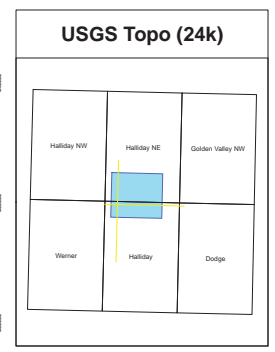 USGS Topo (24k)
Halliday NW
Halliday NE
Golden Valley NW
Werner
Halliday
Dodge